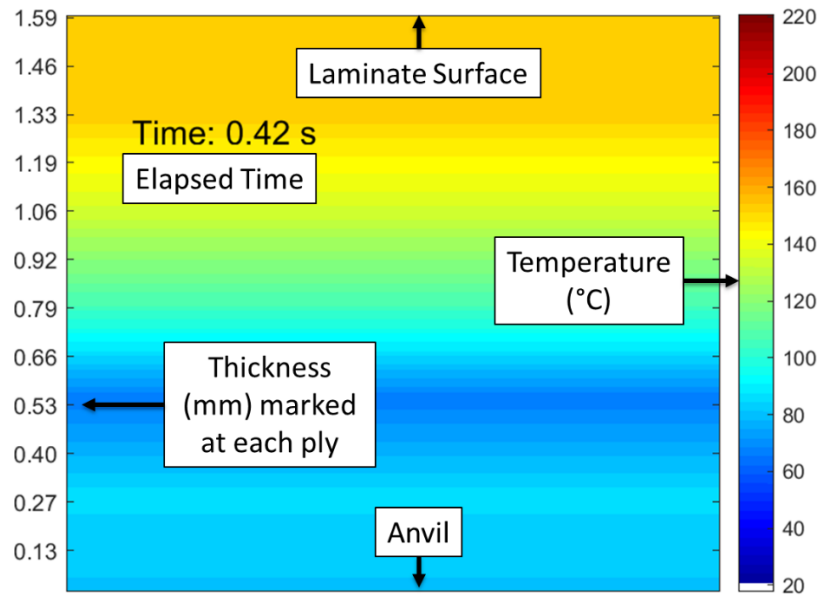 1.59
1.46
1.33
1.19
1.06
0.92
0.79
0.66
0.53
0.40
0.27
0.13
Laminate Surface
Time: 0.42 s
Elapsed Time
Temperature
(°C)
Thickness
(mm) marked
at each ply
Anvil
220
200
180
160
140
120
100
80
60
40
20